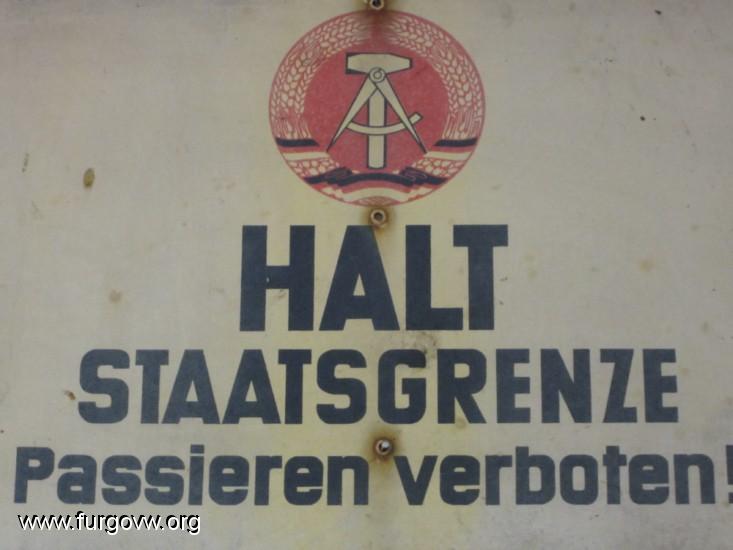 HALT
STAATSGRENZE
Passieren verboten!
www.furgovw.org